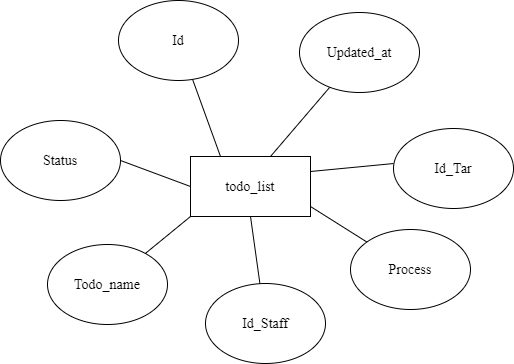 Id
Updated_at
Status
todo_list
Id_Tar
Todo_name
Process
Id_Staff